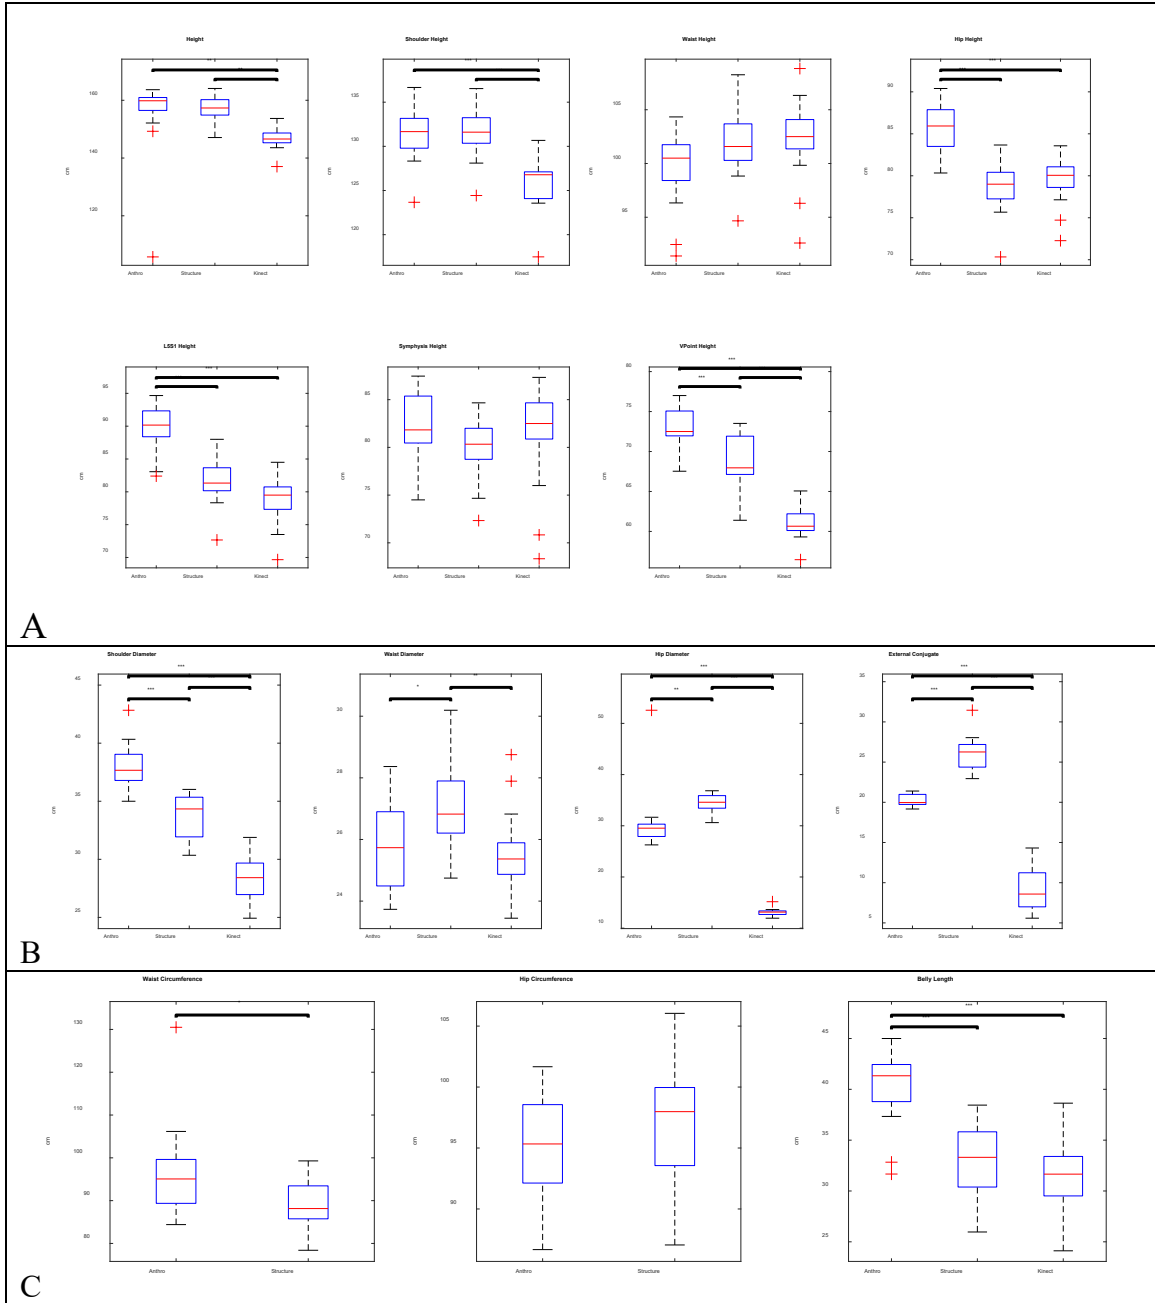 Height Shoulder Height Waist Height Hip Height
** *** *** ***
** ***
160 135 105 90
140 130 100 85
120 125 95 80
120 75
70
cm cm cm cm
Anthro Structure Kinect Anthro Structure Kinect Anthro Structure Kinect Anthro Structure Kinect
L5S1 Height Symphysis Height VPoint Height
*** ***
***
95 85 80
90 80 75
85 75 70
80 70 65
75 60
70
cm cm cm
Anthro Structure Kinect Anthro Structure Kinect Anthro Structure Kinect
A
Shoulder Diameter Waist Diameter Hip Diameter External Conjugate
*** ** *** ***
*** * ** ***
45 30 50 35
40 28 40 30
35 26 30 25
30 24 20 20
25 10 15
10
5
cm cm cm cm
Anthro Structure Kinect Anthro Structure Kinect Anthro Structure Kinect Anthro Structure Kinect
B
Waist Circumference Hip Circumference Belly Length
***
***
130 105 45
120 100 40
110 95 35
100 90 30
90 25
80
cm cm cm
Anthro Structure Anthro Structure Anthro Structure Kinect
C